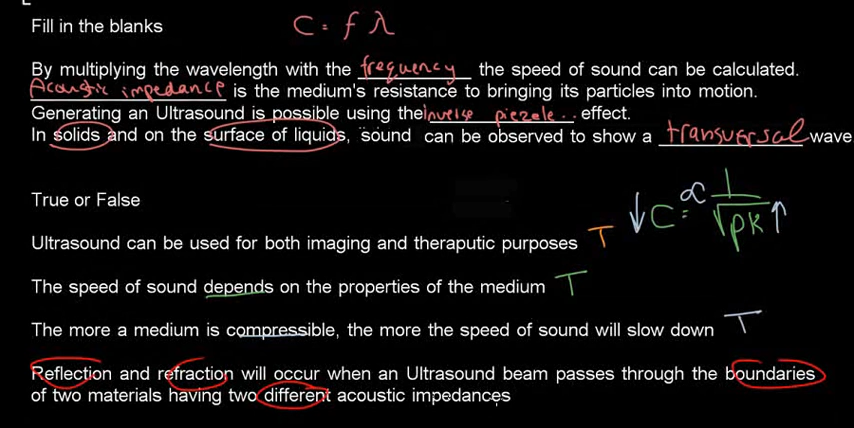 Fill in the blanks C = f λ
By multiplying the wavelength with the frequency the speed of sound can be calculated.
Acoustic impedance is the medium's resistance to bringing its particles into motion.
Generating an Ultrasound is possible using the Inverse piezele.. effect.
In solids and on the surface of liquids, sound can be observed to show a transversal wave
True or False
↓ C = ∝ 1/√ρK ↑
Ultrasound can be used for both imaging and theraputic purposes T
The speed of sound depends on the properties of the medium T
The more a medium is compressible, the more the speed of sound will slow down T
Reflection and refraction will occur when an Ultrasound beam passes through the boundaries
of two materials having two different acoustic impedances